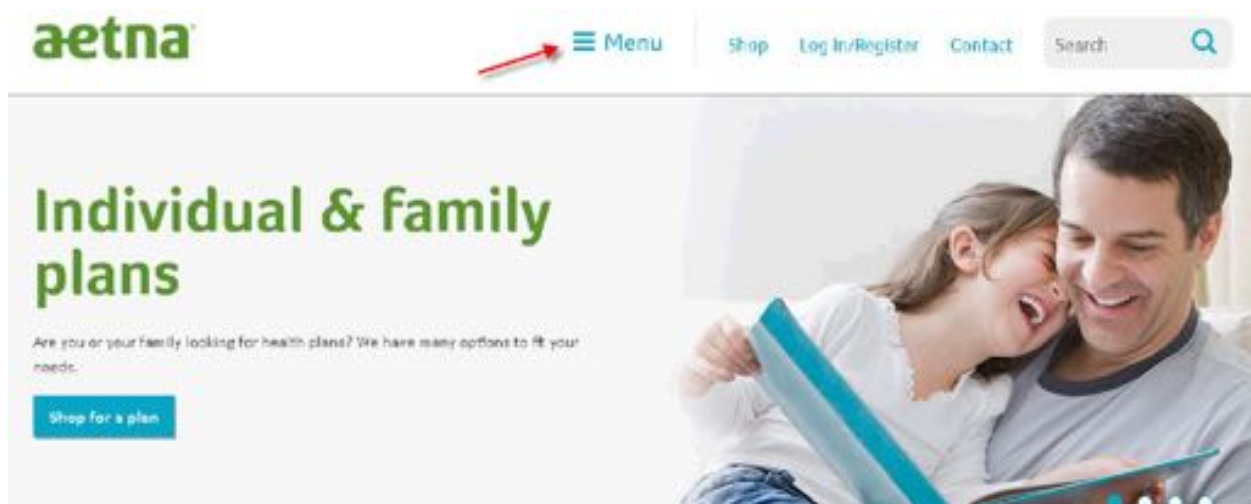 aetna
Menu
Shop
Log In/Register
Contact
Search
Individual & family
plans
Are you or your family looking for health plans? We have many options to fit your
needs.
Shop for a plan